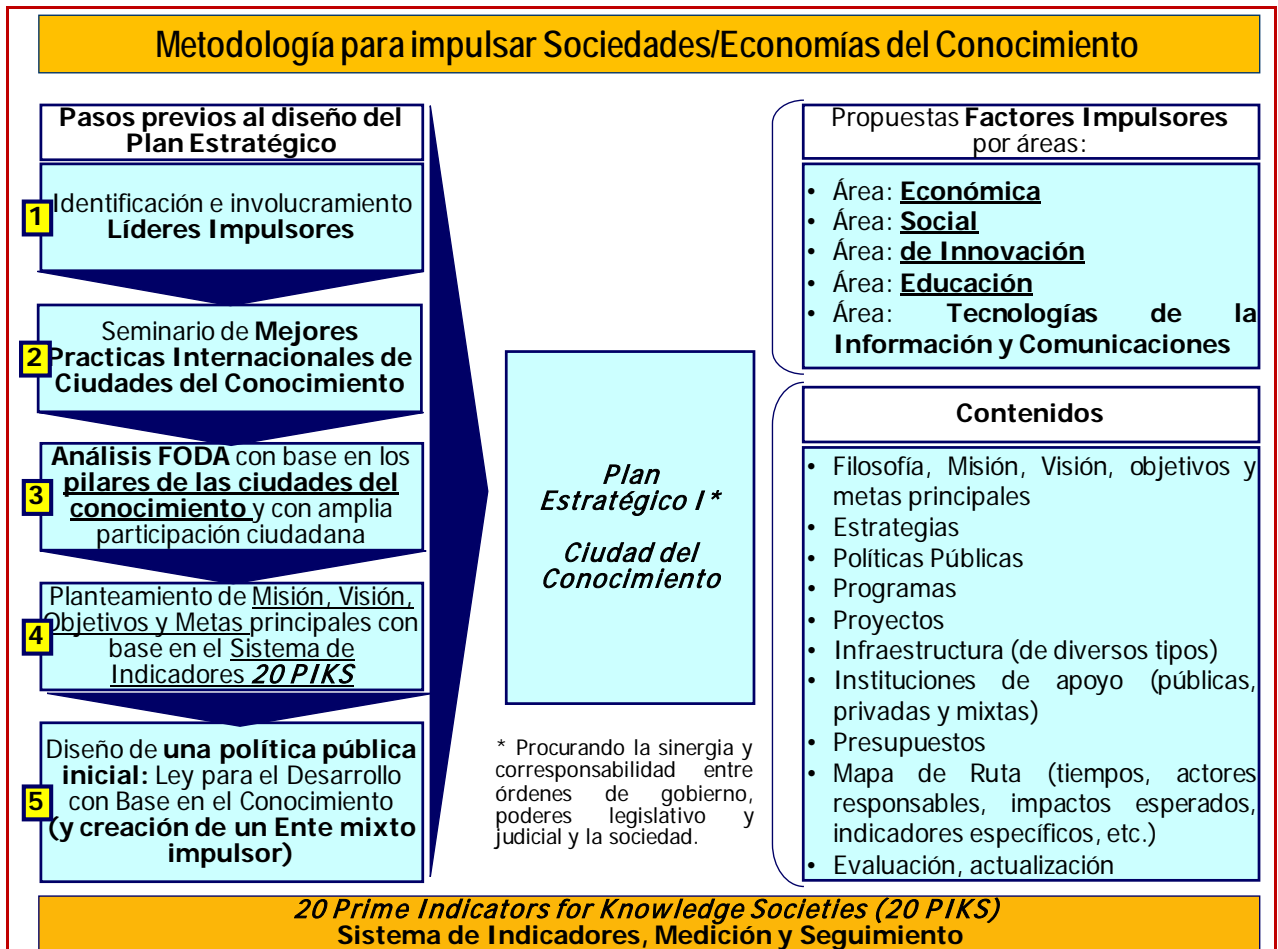 Metodología para impulsar Sociedades/Economías del Conocimiento
Pasos previos al diseño del
Plan Estratégico
1
Identificación e involucramiento
Líderes Impulsores
2
Seminario de Mejores
Practicas Internacionales de
Ciudades del Conocimiento
3
Análisis FODA con base en los
pilares de las ciudades del
conocimiento y con amplia
participación ciudadana
4
Planteamiento de Misión, Visión,
Objetivos y Metas principales con
base en el Sistema de
Indicadores 20 PIKS
5
Diseño de una política pública
inicial: Ley para el Desarrollo
con Base en el Conocimiento
(y creación de un Ente mixto
impulsor)
Plan
Estratégico I*
Ciudad del
Conocimiento
* Procurando la sinergia y
corresponsabilidad entre
órdenes de gobierno,
poderes legislativo y
judicial y la sociedad.
Propuestas Factores Impulsores
por áreas:
• Área: Económica
• Área: Social
• Área: de Innovación
• Área: Educación
• Área: Tecnologías de la
Información y Comunicaciones
Contenidos
• Filosofía, Misión, Visión, objetivos y
metas principales
• Estrategias
• Políticas Públicas
• Programas
• Proyectos
• Infraestructura (de diversos tipos)
• Instituciones de apoyo (públicas,
privadas y mixtas)
• Presupuestos
• Mapa de Ruta (tiempos, actores
responsables, impactos esperados,
indicadores específicos, etc.)
• Evaluación, actualización
20 Prime Indicators for Knowledge Societies (20 PIKS)
Sistema de Indicadores, Medición y Seguimiento